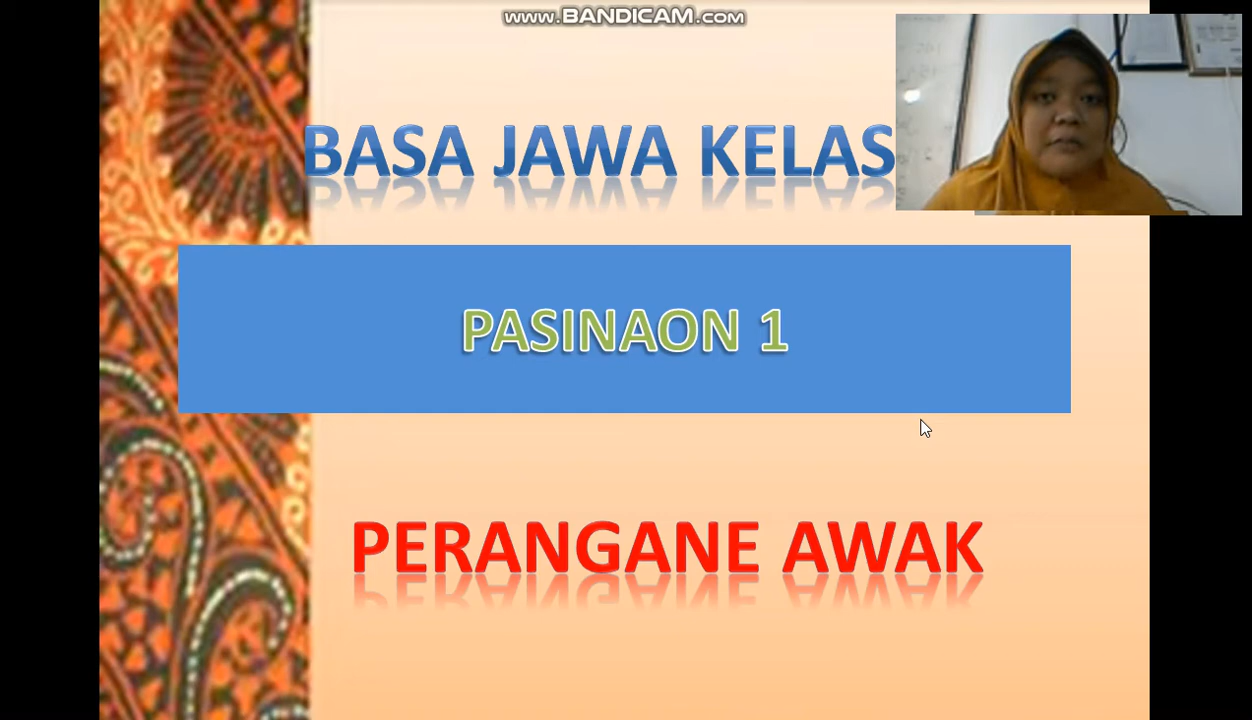 WWW.BANDICAM.COM
BASA JAWA KELAS
PASINAON 1
PERANGANE AWAK